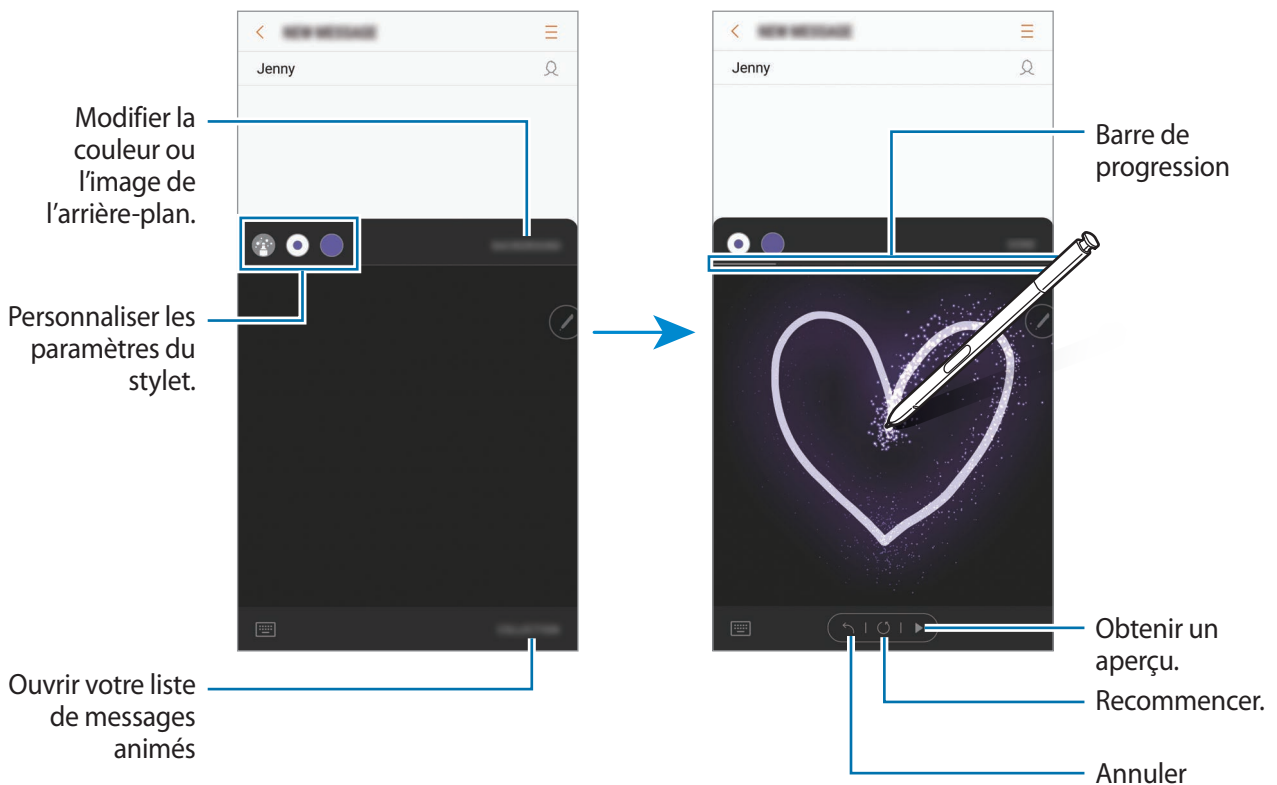 Jenny
Modifier la
couleur ou
l'image de
l'arrière-plan.
Personnaliser les
paramètres du
stylet.
Ouvrir votre liste
de messages
animés
Jenny
Barre de
progression
Obtenir un
aperçu.
Recommencer.
Annuler